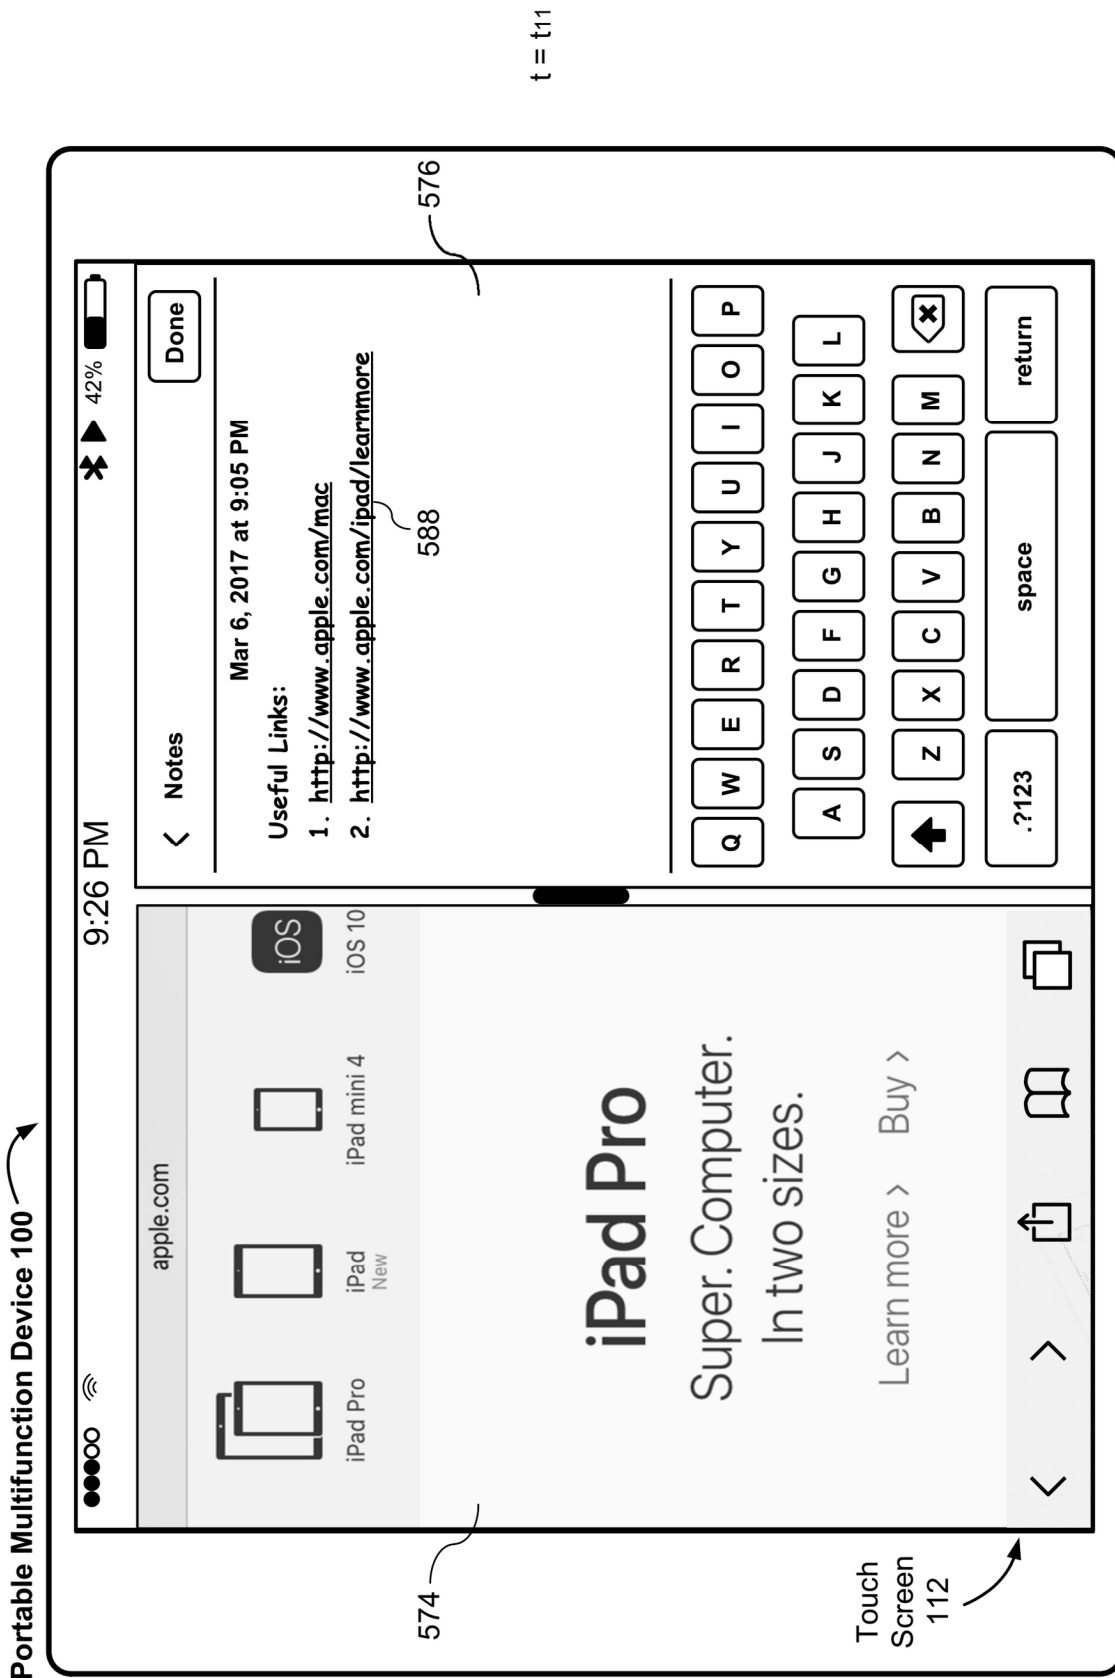 Portable Multifunction Device 100
9:26 PM
42%
apple.com
iPad Pro
iPad
New
iPad mini 4
iOS
iOS 10
iPad Pro
Super. Computer.
In two sizes.
Learn more > Buy >
< Notes
Done
Mar 6, 2017 at 9:05 PM
Useful Links:
1. http://www.apple.com/mac
2. http://www.apple.com/ipad/learnmore
588
Q W E R T Y U I O P
A S D F G H J K L
Z X C V B N M
.?123 space return
574
576
Touch
Screen
112
t = t11